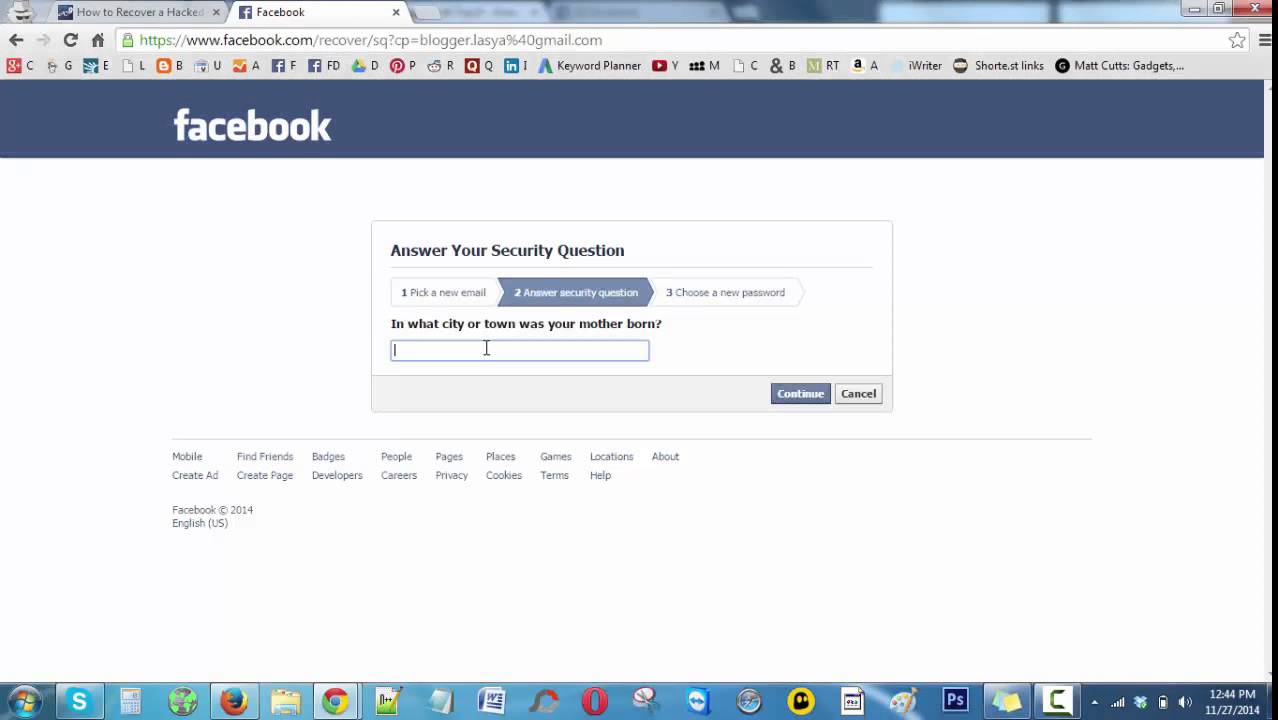 How to Recover a Hacked
Facebook
https://www.facebook.com/recover/sq?cp=blogger.lasya%40gmail.com
C G E L B U A F FD D P R Q I Keyword Planner Y M C B RT A iWriter Shorte.st links Matt Cutts: Gadgets,...
facebook
Answer Your Security Question
1 Pick a new email 2 Answer security question 3 Choose a new password
In what city or town was your mother born?
Continue Cancel
Mobile Find Friends Badges People Pages Places Games Locations About
Create Ad Create Page Developers Careers Privacy Cookies Terms Help
Facebook © 2014
English (US)
12:44 PM
11/27/2014